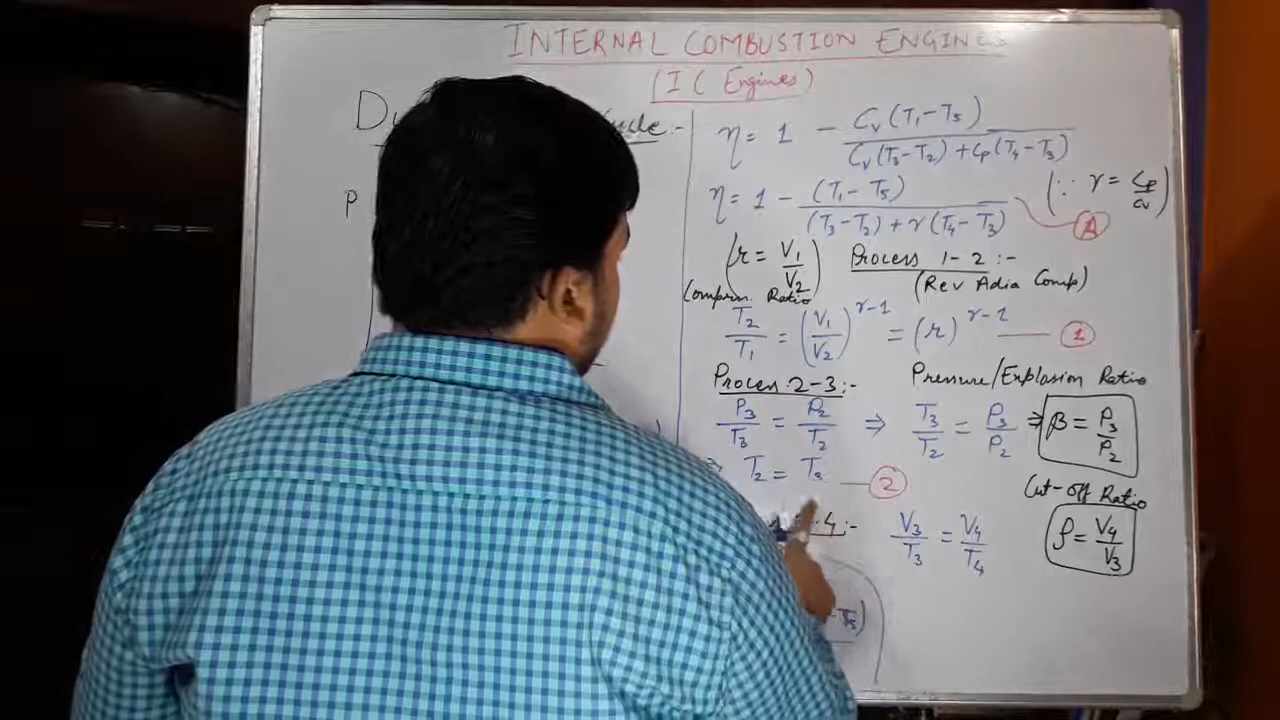 INTERNAL COMBUSTION ENGINES
(I C Engines)
cycle:-
P
η = 1 - Cv(T1-T5) / Cv(T3-T2)+Cp(T4-T3)
η = 1 - (T1-T5) / (T3-T2)+γ(T4-T3)
(∵ γ = Cp/Cv)
A
(r = V1/V2)
Process 1-2:-
(Rev Adia Comp)
Comprn. Ratio
T2/T1 = (V1/V2)^γ-1 = (r)^γ-1 — 1
Process 2-3:-
Pressure/Explosion Ratio
P3/T3 = P2/T2 ⇒ T3/T2 = P3/P2 ⇒ β = P3/P2
⇒ T2 = T3 — 2
Cut-off Ratio
4:-
V3/T3 = V4/T4
ρ = V4/V3